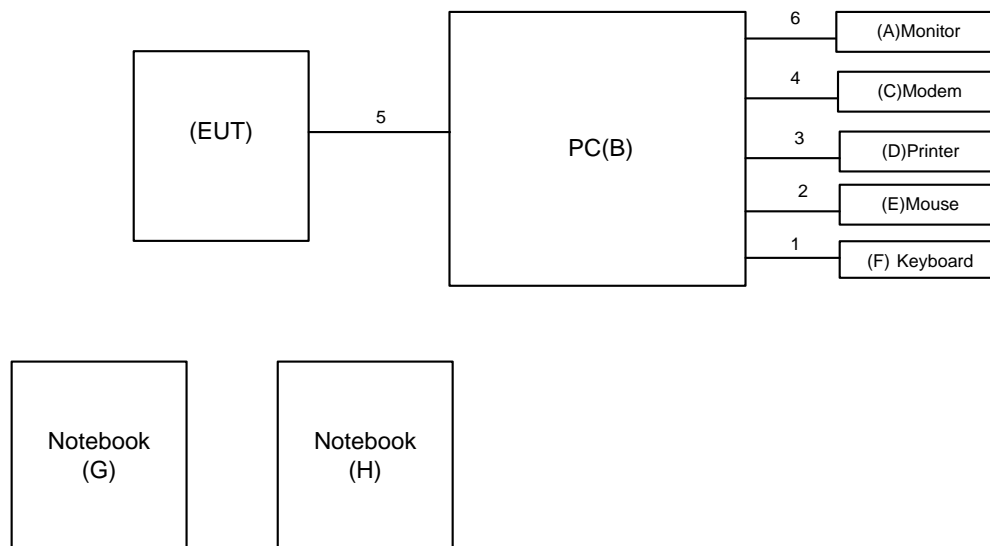 6
(A)Monitor
4
(C)Modem
(EUT)
5
PC(B)
3
(D)Printer
2
(E)Mouse
1
(F) Keyboard
Notebook
(G)
Notebook
(H)